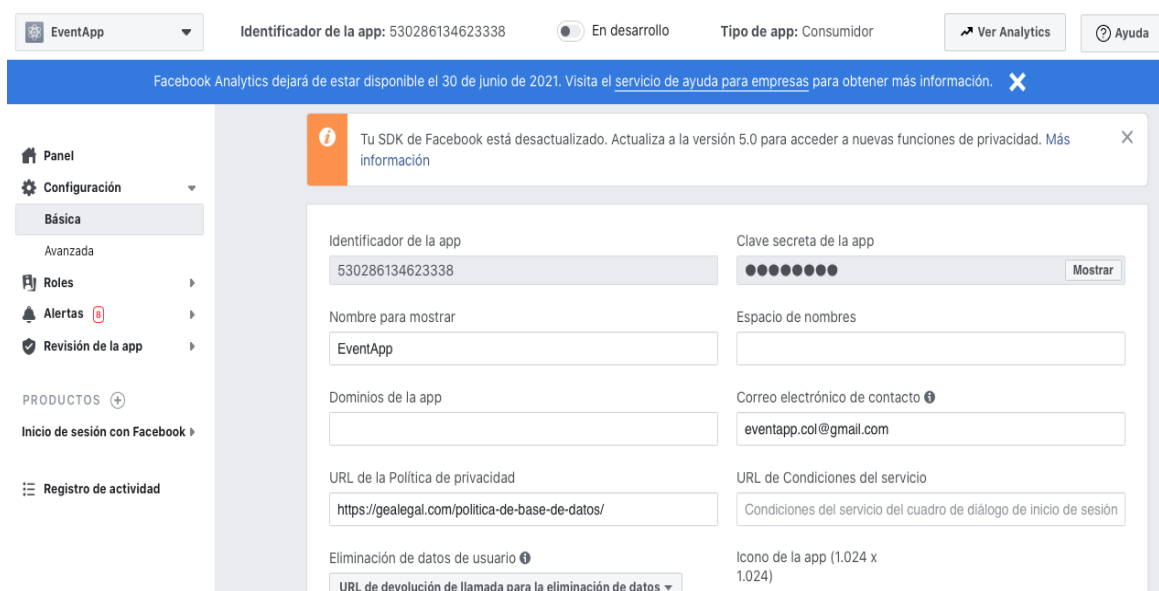 EventApp
Identificador de la app: 530286134623338
En desarrollo
Tipo de app: Consumidor
Ver Analytics
Ayuda
Facebook Analytics dejará de estar disponible el 30 de junio de 2021. Visita el servicio de ayuda para empresas para obtener más información.
Panel
Configuración
Básica
Avanzada
Roles
Alertas 8
Revisión de la app
PRODUCTOS
Inicio de sesión con Facebook
Registro de actividad
Tu SDK de Facebook está desactualizado. Actualiza a la versión 5.0 para acceder a nuevas funciones de privacidad. Más
información
Identificador de la app
530286134623338
Clave secreta de la app
●●●●●●●●
Mostrar
Nombre para mostrar
EventApp
Espacio de nombres
Dominios de la app
Correo electrónico de contacto
eventapp.col@gmail.com
URL de la Política de privacidad
https://gealegal.com/politica-de-base-de-datos/
URL de Condiciones del servicio
Condiciones del servicio del cuadro de diálogo de inicio de sesión
Eliminación de datos de usuario
URL de devolución de llamada para la eliminación de datos
Icono de la app (1.024 x
1.024)